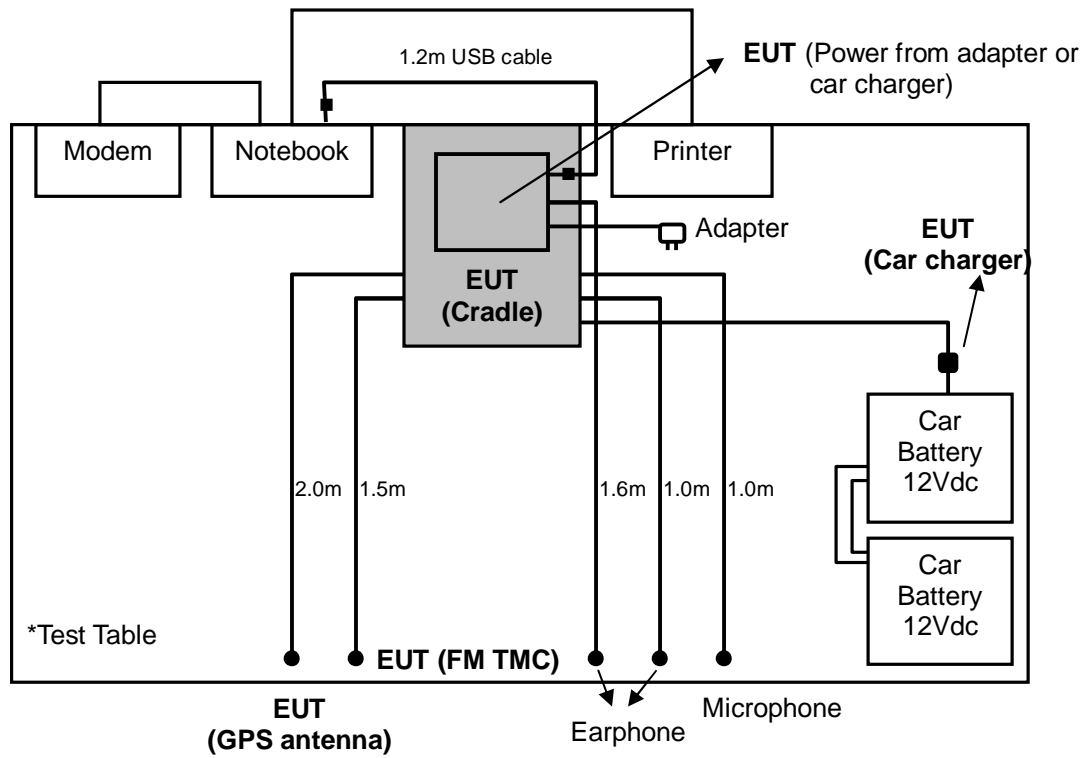 1.2m USB cable
EUT (Power from adapter or
car charger)
Modem
Notebook
Printer
Adapter
EUT
(Car charger)
EUT
(Cradle)
Car
Battery
12Vdc
2.0m
1.5m
1.6m
1.0m
1.0m
Car
Battery
12Vdc
*Test Table
EUT (FM TMC)
EUT
(GPS antenna)
Earphone
Microphone